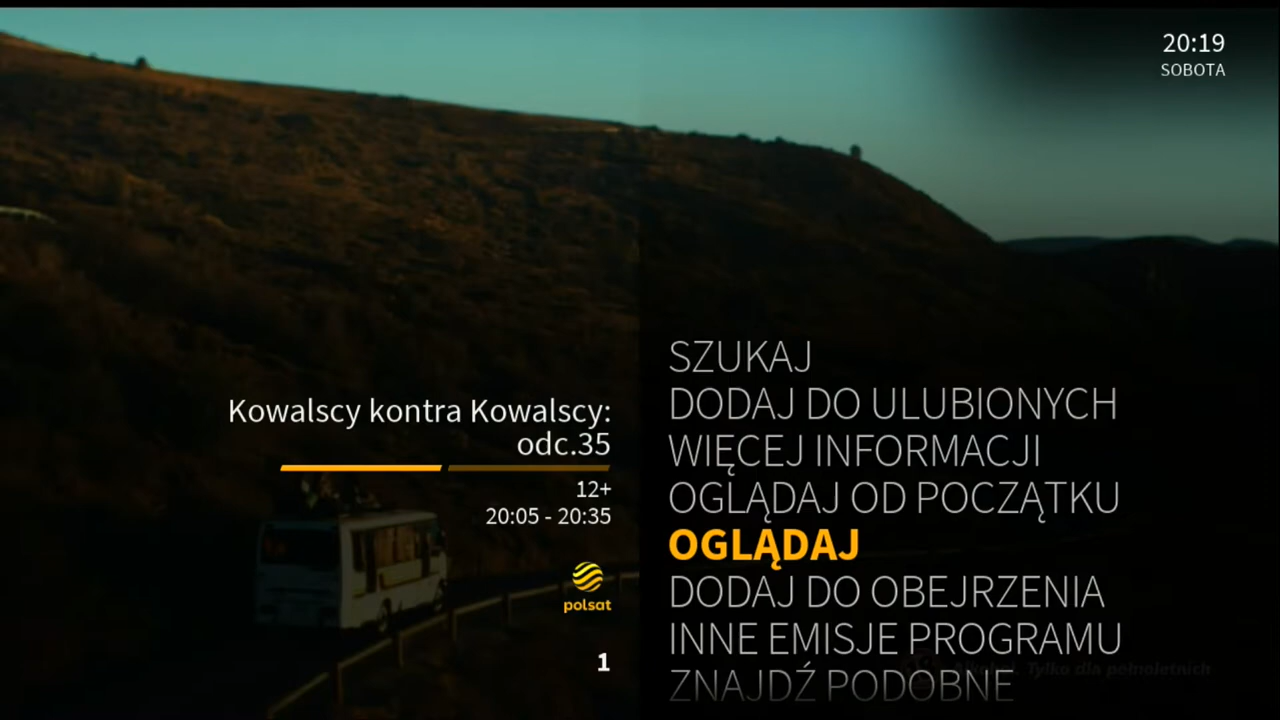 20:19
SOBOTA
SZUKAJ
DODAJ DO ULUBIONYCH
WIĘCEJ INFORMACJI
OGLĄDAJ OD POCZĄTKU
OGLĄDAJ
DODAJ DO OBEJRZENIA
INNE EMISJE PROGRAMU
ZNAJDŹ PODOBNE
Kowalscy kontra Kowalscy:
odc.35
12+
20:05 - 20:35
polsat
1
Alkohol. Tylko dla pełnoletnich